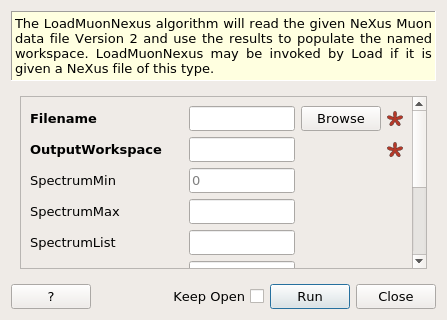 The LoadMuonNexus algorithm will read the given NeXus Muon
data file Version 2 and use the results to populate the named
workspace. LoadMuonNexus may be invoked by Load if it is
given a NeXus file of this type.
Filename Browse
OutputWorkspace
SpectrumMin 0
SpectrumMax
SpectrumList
? Keep Open Run Close